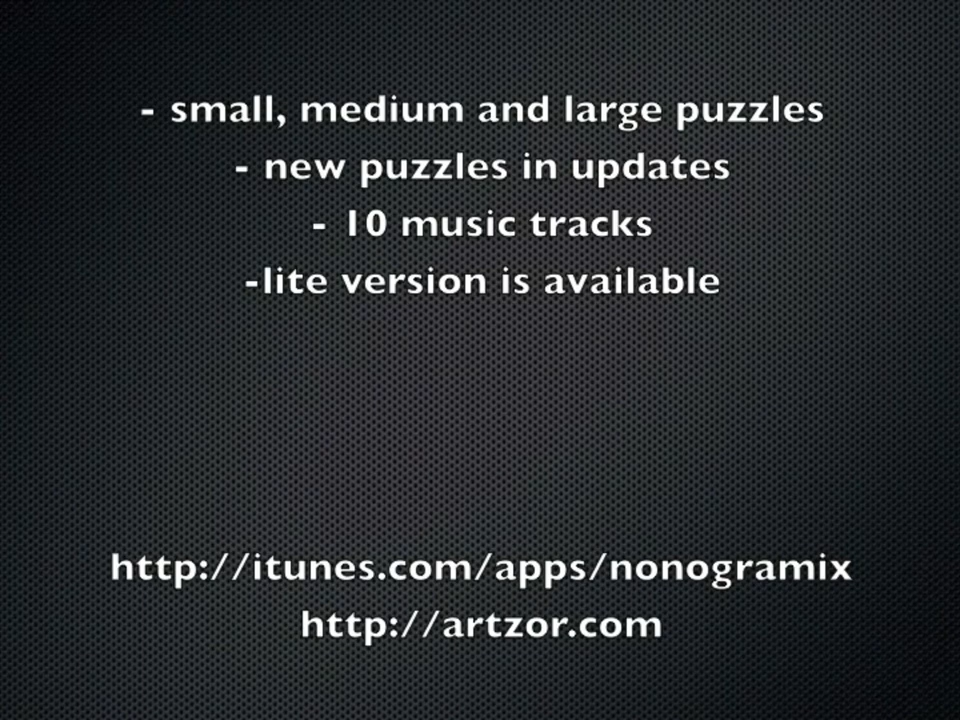 - small, medium and large puzzles
- new puzzles in updates
- 10 music tracks
-lite version is available
http://itunes.com/apps/nonogramix
http://artzor.com